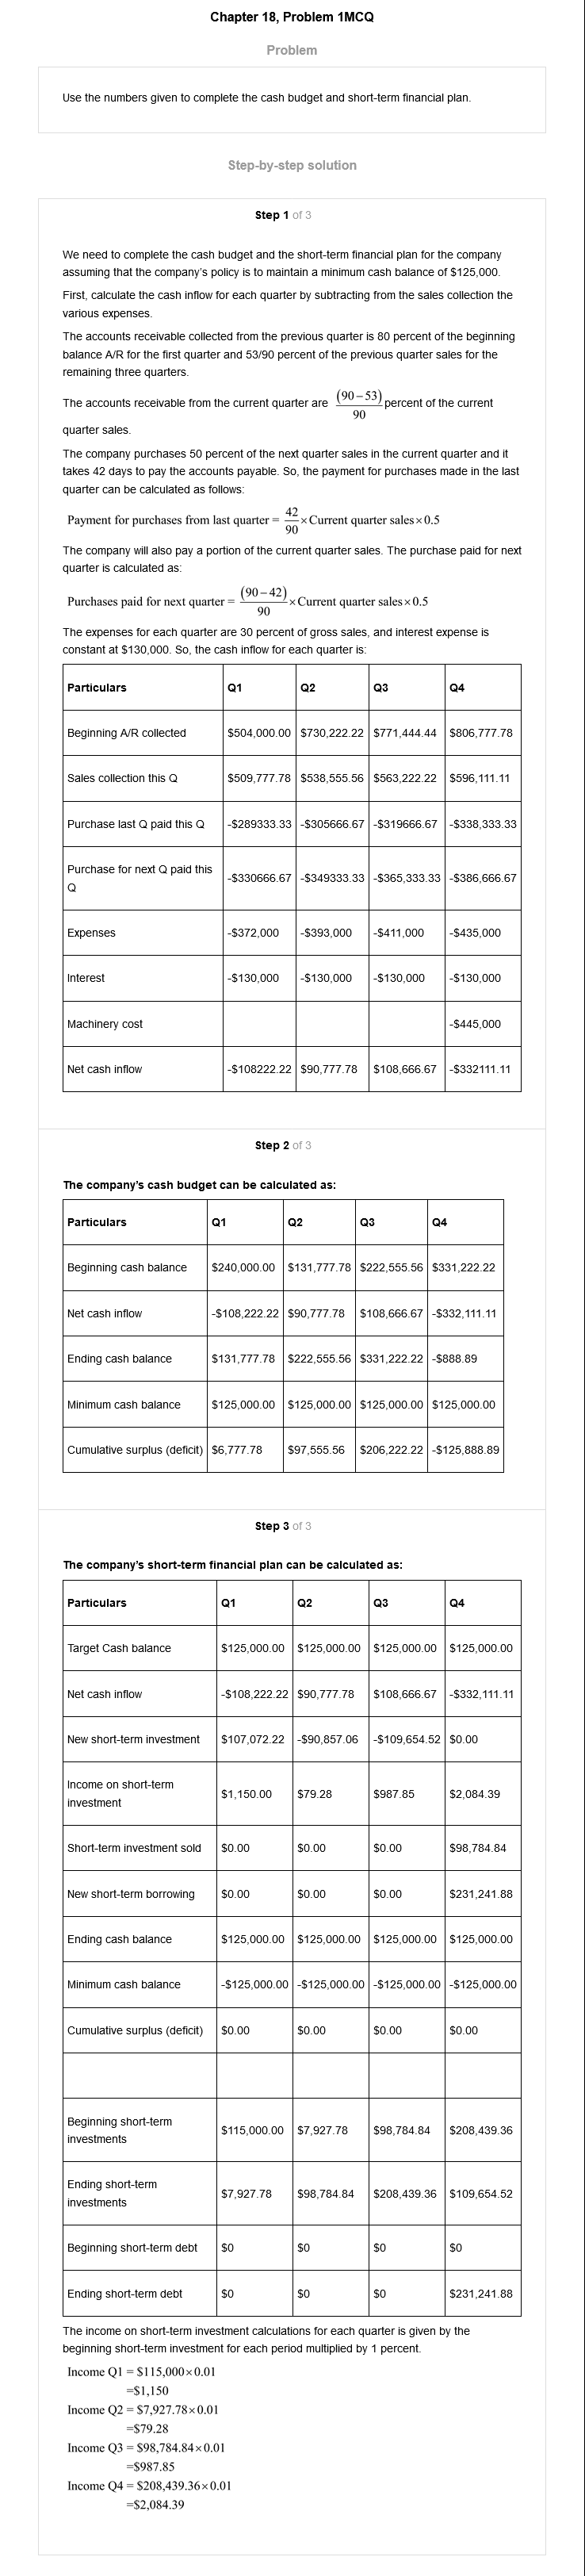 Chapter 18, Problem 1MCQ
Problem
Use the numbers given to complete the cash budget and short-term financial plan.
Step-by-step solution
Step 1 of 3
We need to complete the cash budget and the short-term financial plan for the company
assuming that the company's policy is to maintain a minimum cash balance of $125,000.
First, calculate the cash inflow for each quarter by subtracting from the sales collection the
various expenses.
The accounts receivable collected from the previous quarter is 80 percent of the beginning
balance A/R for the first quarter and 53/90 percent of the previous quarter sales for the
remaining three quarters.
The accounts receivable from the current quarter are (90−53)/90 percent of the current
quarter sales.
The company purchases 50 percent of the next quarter sales in the current quarter and it
takes 42 days to pay the accounts payable. So, the payment for purchases made in the last
quarter can be calculated as follows:
Payment for purchases from last quarter = 42/90 × Current quarter sales × 0.5
The company will also pay a portion of the current quarter sales. The purchase paid for next
quarter is calculated as:
Purchases paid for next quarter = (90−42)/90 × Current quarter sales × 0.5
The expenses for each quarter are 30 percent of gross sales, and interest expense is
constant at $130,000. So, the cash inflow for each quarter is:
Particulars Q1 Q2 Q3 Q4
Beginning A/R collected $504,000.00 $730,222.22 $771,444.44 $806,777.78
Sales collection this Q $509,777.78 $538,555.56 $563,222.22 $596,111.11
Purchase last Q paid this Q -$289333.33 -$305666.67 -$319666.67 -$338,333.33
Purchase for next Q paid this
Q -$330666.67 -$349333.33 -$365,333.33 -$386,666.67
Expenses -$372,000 -$393,000 -$411,000 -$435,000
Interest -$130,000 -$130,000 -$130,000 -$130,000
Machinery cost -$445,000
Net cash inflow -$108222.22 $90,777.78 $108,666.67 -$332111.11
Step 2 of 3
The company's cash budget can be calculated as:
Particulars Q1 Q2 Q3 Q4
Beginning cash balance $240,000.00 $131,777.78 $222,555.56 $331,222.22
Net cash inflow -$108,222.22 $90,777.78 $108,666.67 -$332,111.11
Ending cash balance $131,777.78 $222,555.56 $331,222.22 -$888.89
Minimum cash balance $125,000.00 $125,000.00 $125,000.00 $125,000.00
Cumulative surplus (deficit) $6,777.78 $97,555.56 $206,222.22 -$125,888.89
Step 3 of 3
The company's short-term financial plan can be calculated as:
Particulars Q1 Q2 Q3 Q4
Target Cash balance $125,000.00 $125,000.00 $125,000.00 $125,000.00
Net cash inflow -$108,222.22 $90,777.78 $108,666.67 -$332,111.11
New short-term investment $107,072.22 -$90,857.06 -$109,654.52 $0.00
Income on short-term
investment $1,150.00 $79.28 $987.85 $2,084.39
Short-term investment sold $0.00 $0.00 $0.00 $98,784.84
New short-term borrowing $0.00 $0.00 $0.00 $231,241.88
Ending cash balance $125,000.00 $125,000.00 $125,000.00 $125,000.00
Minimum cash balance -$125,000.00 -$125,000.00 -$125,000.00 -$125,000.00
Cumulative surplus (deficit) $0.00 $0.00 $0.00 $0.00
Beginning short-term
investments $115,000.00 $7,927.78 $98,784.84 $208,439.36
Ending short-term
investments $7,927.78 $98,784.84 $208,439.36 $109,654.52
Beginning short-term debt $0 $0 $0 $0
Ending short-term debt $0 $0 $0 $231,241.88
The income on short-term investment calculations for each quarter is given by the
beginning short-term investment for each period multiplied by 1 percent.
Income Q1 = $115,000 × 0.01
=$1,150
Income Q2 = $7,927.78 × 0.01
=$79.28
Income Q3 = $98,784.84 × 0.01
=$987.85
Income Q4 = $208,439.36 × 0.01
=$2,084.39